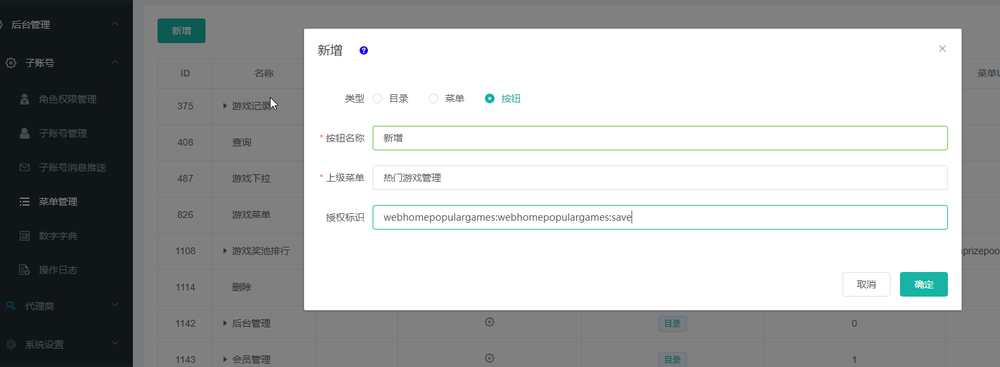 后台管理
子账号
角色权限管理
子账号管理
子账号消息推送
菜单管理
数字字典
操作日志
代理商
系统设置
新增
ID 名称 菜单U
375 游戏记录
408 查询
487 游戏下拉
826 游戏菜单
1108 游戏奖池排行 prizepoo
1114 删除
1142 后台管理 目录 0
1143 会员管理 目录 1
新增 ?
类型 目录 菜单 按钮
* 按钮名称 新增
* 上级菜单 热门游戏管理
授权标识 webhomepopulargames:webhomepopulargames:save
取消 确定